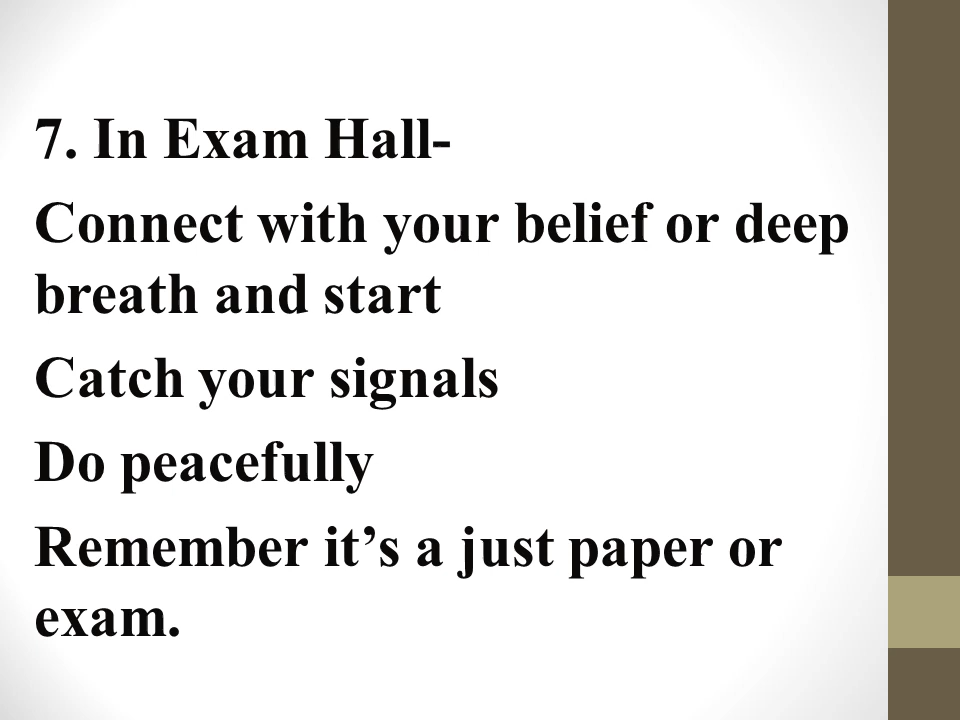 7. In Exam Hall-
Connect with your belief or deep
breath and start
Catch your signals
Do peacefully
Remember it’s a just paper or
exam.